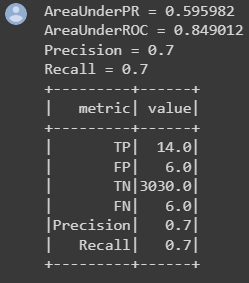 AreaUnderPR = 0.595982
AreaUnderROC = 0.849012
Precision = 0.7
Recall = 0.7
+---------+------+
|   metric| value|
+---------+------+
|       TP|  14.0|
|       FP|   6.0|
|       TN|3030.0|
|       FN|   6.0|
|Precision|   0.7|
|   Recall|   0.7|
+---------+------+